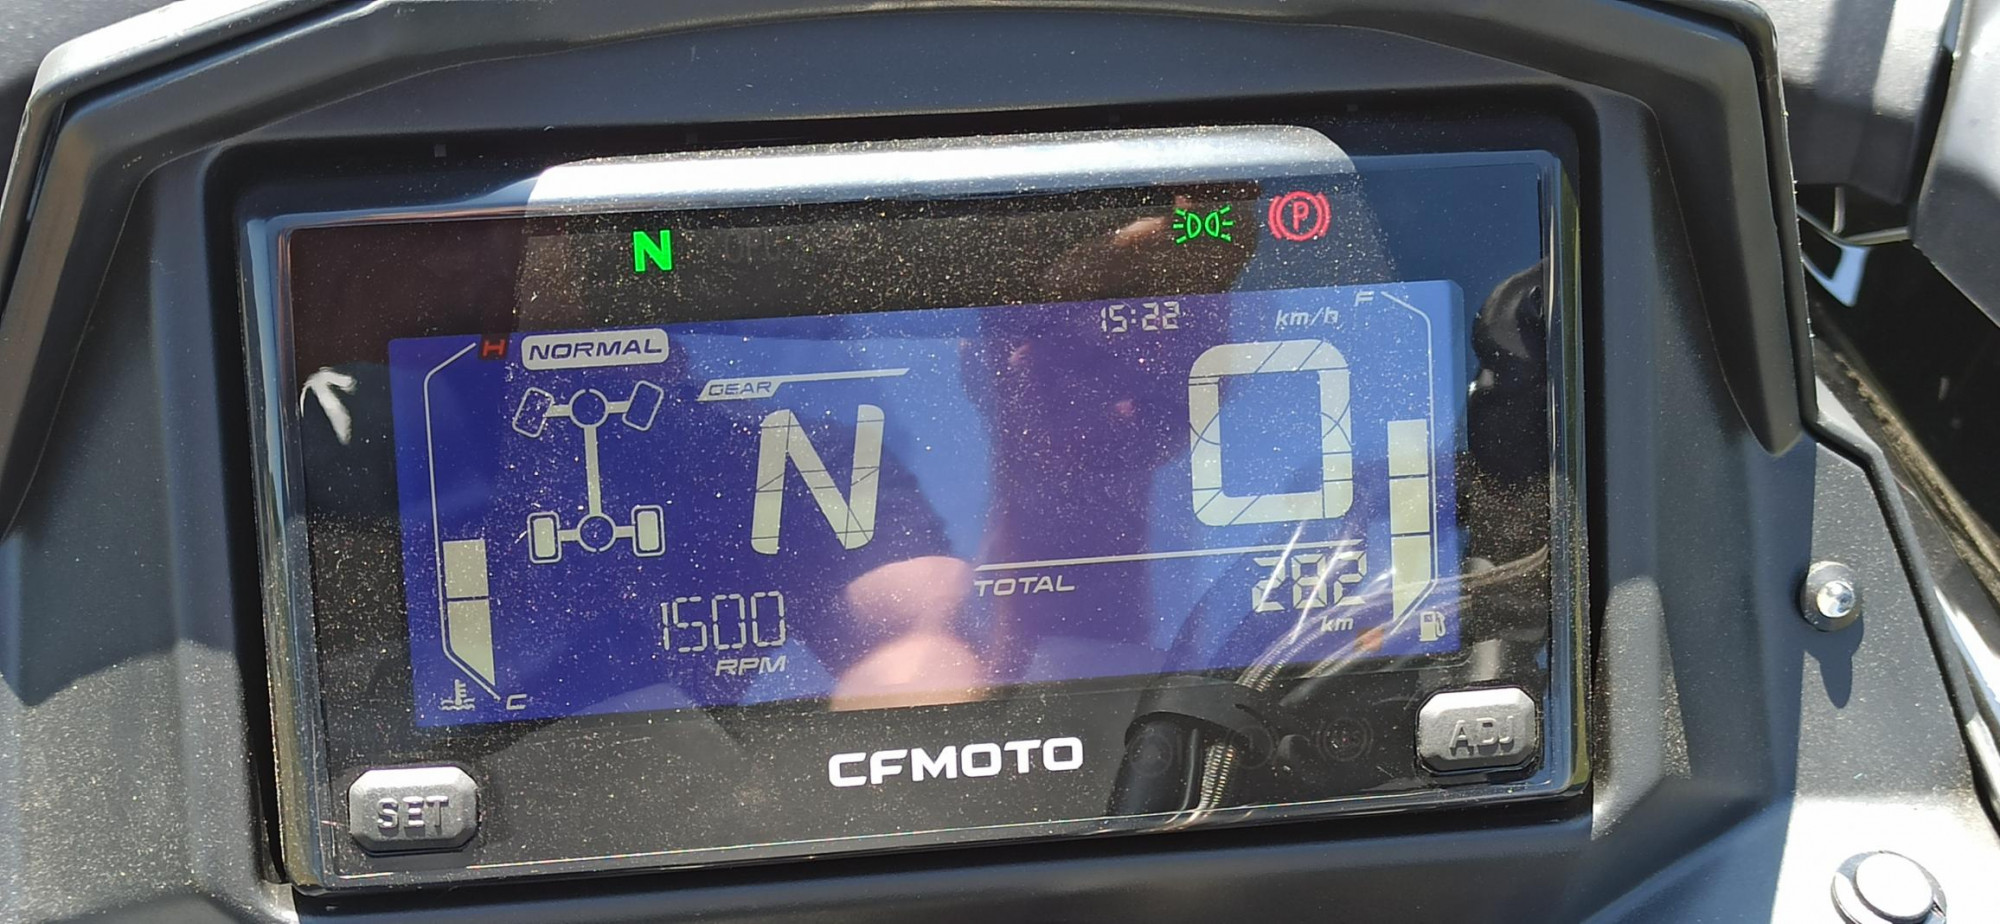 N
P
15:22
km/h
F
H
NORMAL
GEAR
N
0
TOTAL
282
km
1500
RPM
C
CFMOTO
SET
ADJ